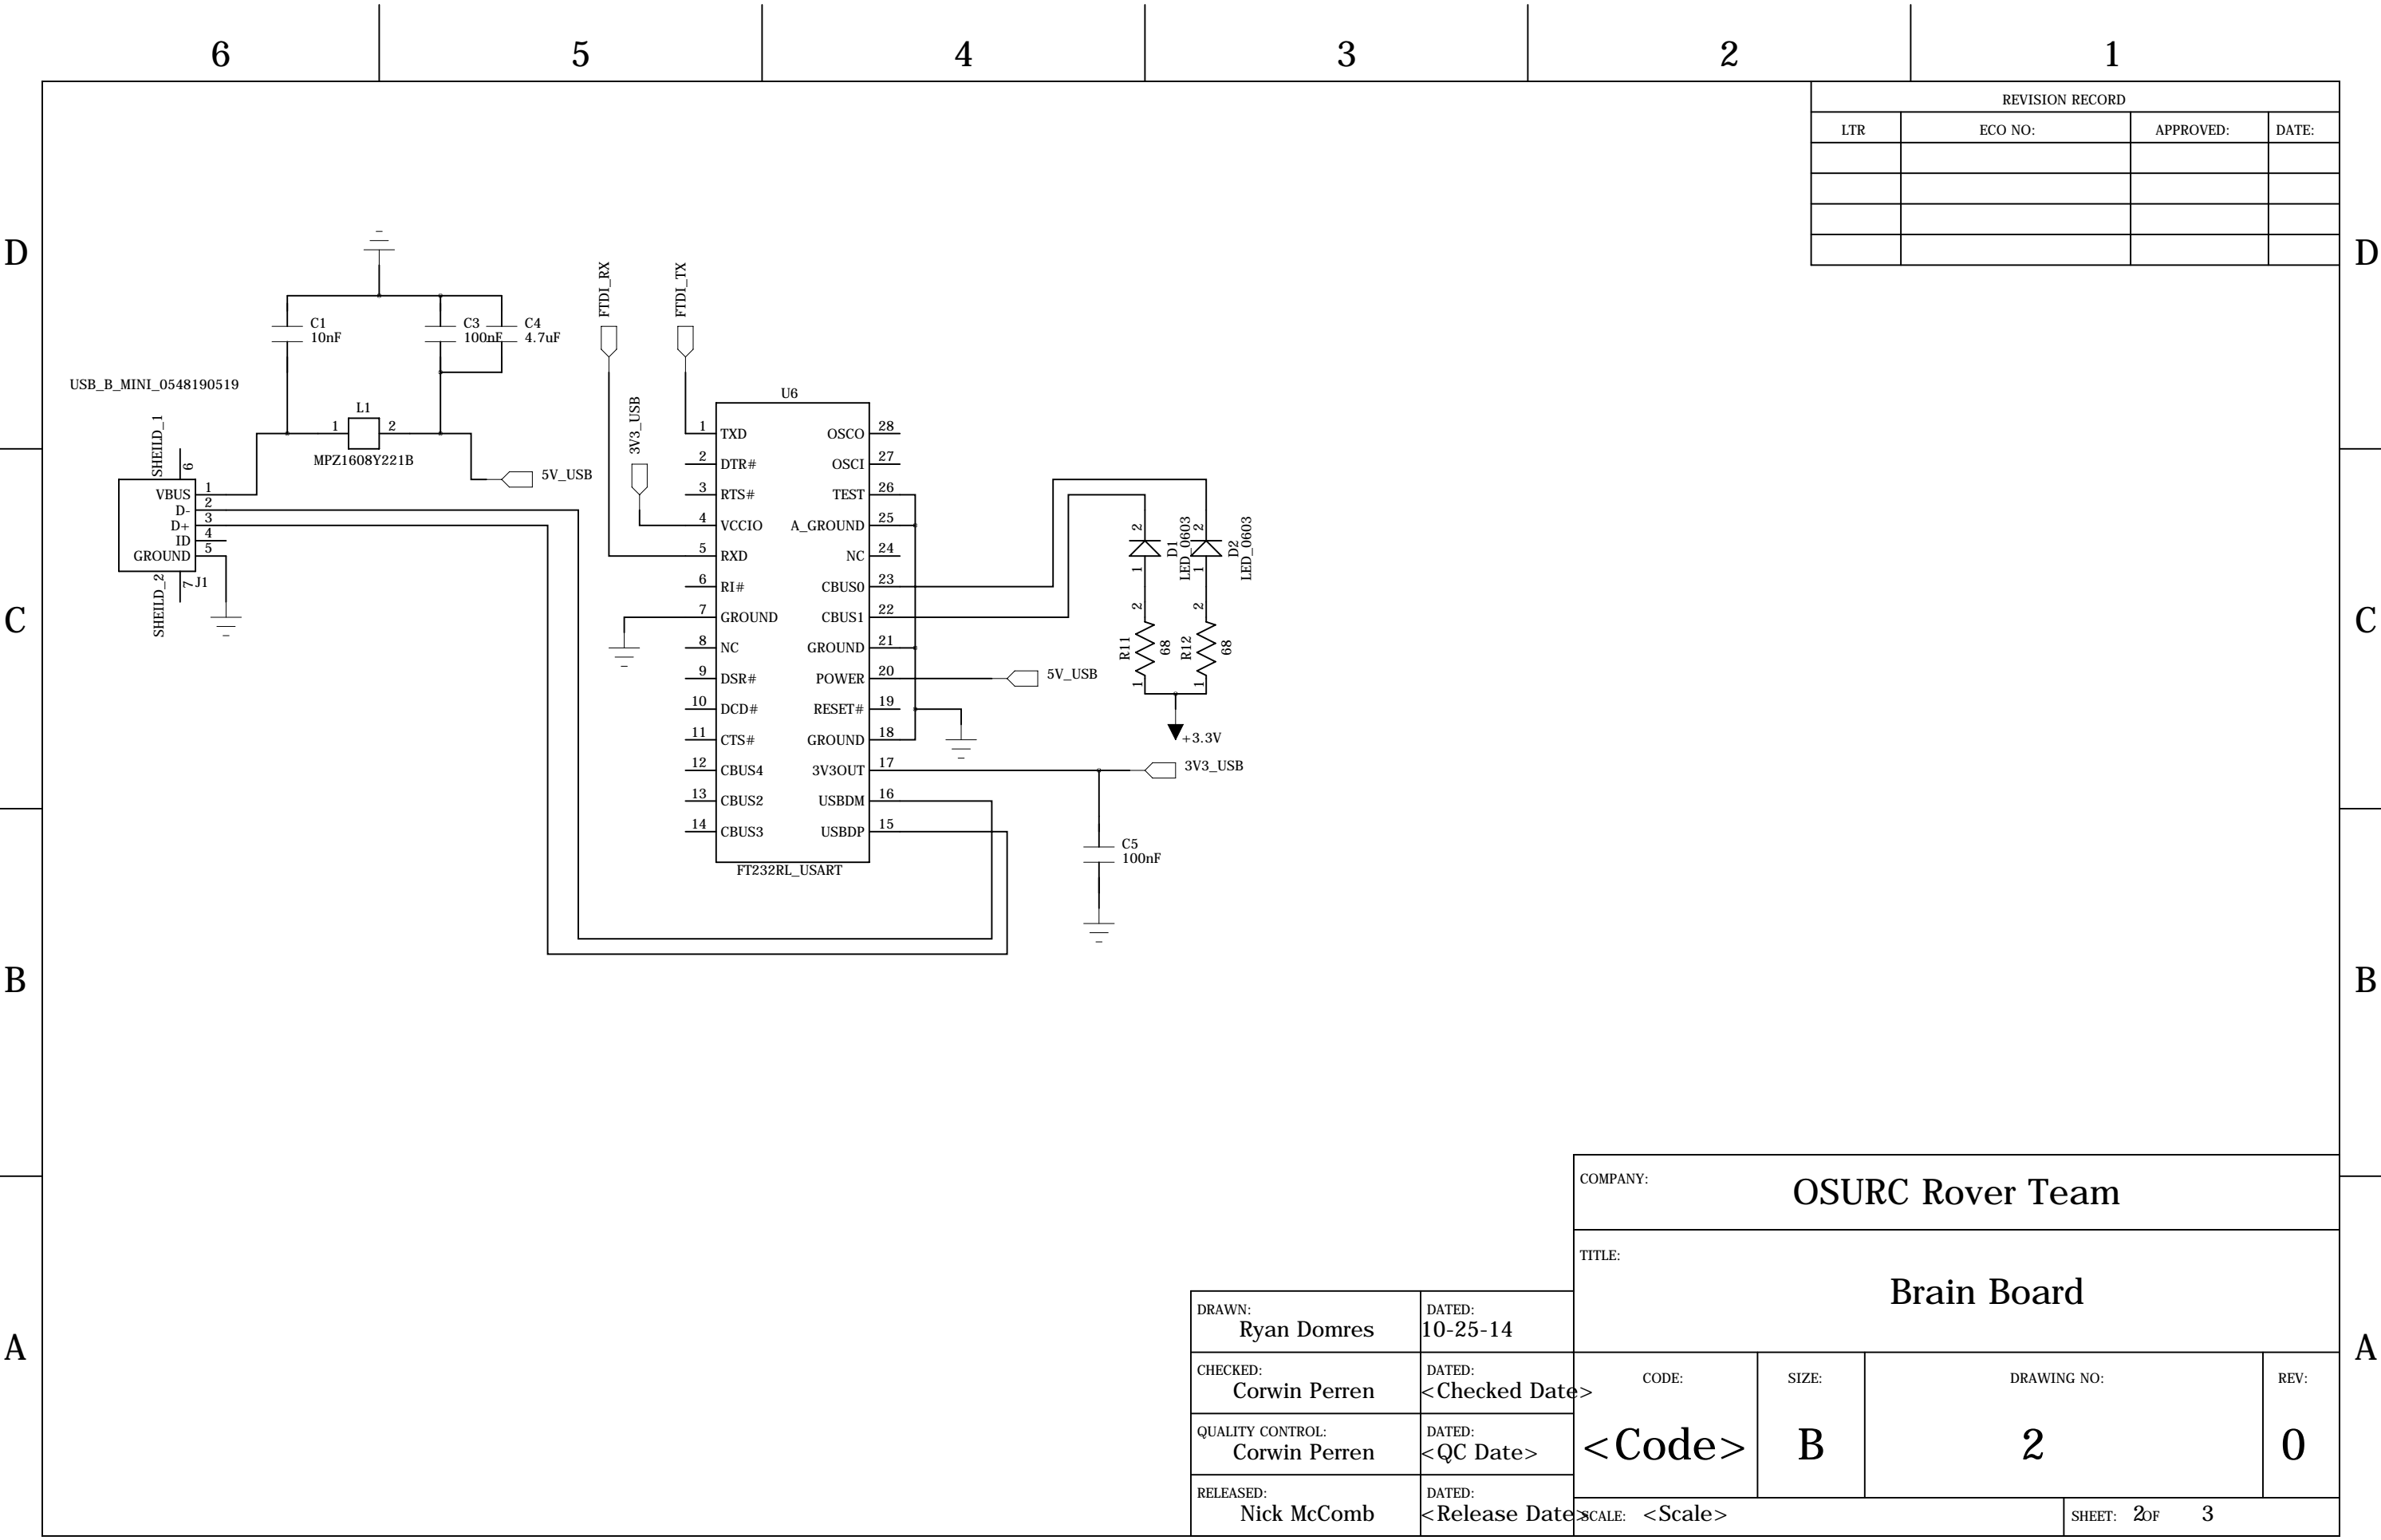 6 5 4 3 2 1
REVISION RECORD
LTR ECO NO: APPROVED: DATE:
D D
C C
B B
A A
C1
10nF
C3
100nF
C4
4.7uF
USB_B_MINI_0548190519
L1
1 2
MPZ1608Y221B
5V_USB
SHEILD_1
6
VBUS 1
D- 2
D+ 3
ID 4
GROUND 5
SHEILD_2
7
J1
FTDI_RX
FTDI_TX
3V3_USB
U6
1 TXD OSCO 28
2 DTR# OSCI 27
3 RTS# TEST 26
4 VCCIO A_GROUND 25
5 RXD NC 24
6 RI# CBUS0 23
7 GROUND CBUS1 22
8 NC GROUND 21
9 DSR# POWER 20
10 DCD# RESET# 19
11 CTS# GROUND 18
12 CBUS4 3V3OUT 17
13 CBUS2 USBDM 16
14 CBUS3 USBDP 15
FT232RL_USART
5V_USB
2
D1
LED_0603
1
2
D2
LED_0603
1
2
R11
68
1
2
R12
68
1
+3.3V
3V3_USB
C5
100nF
COMPANY:
OSURC Rover Team
TITLE:
Brain Board
DRAWN:
Ryan Domres
DATED:
10-25-14
CHECKED:
Corwin Perren
DATED:
<Checked Date>
QUALITY CONTROL:
Corwin Perren
DATED:
<QC Date>
RELEASED:
Nick McComb
DATED:
<Release Date>
CODE:
<Code>
SIZE:
B
DRAWING NO:
2
REV:
0
SCALE: <Scale>
SHEET: 2 OF 3